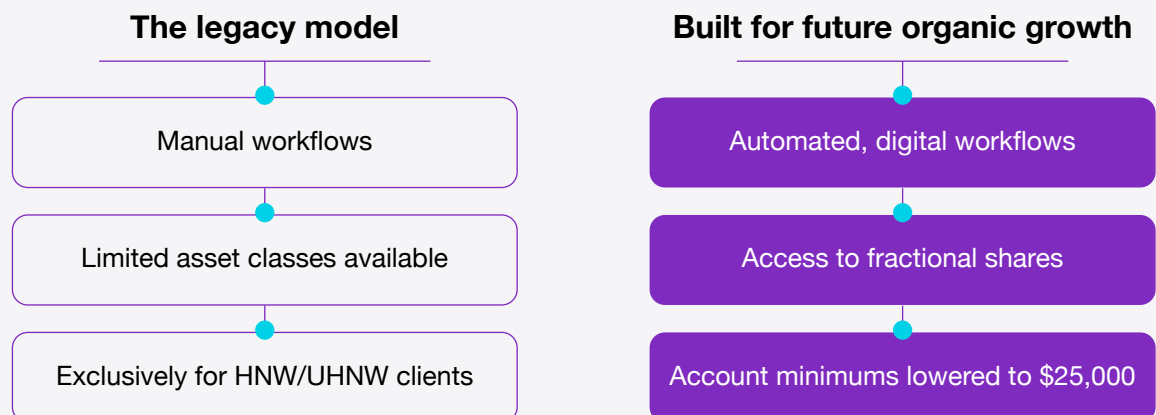 The legacy model
Manual workflows
Limited asset classes available
Exclusively for HNW/UHNW clients
Built for future organic growth
Automated, digital workflows
Access to fractional shares
Account minimums lowered to $25,000